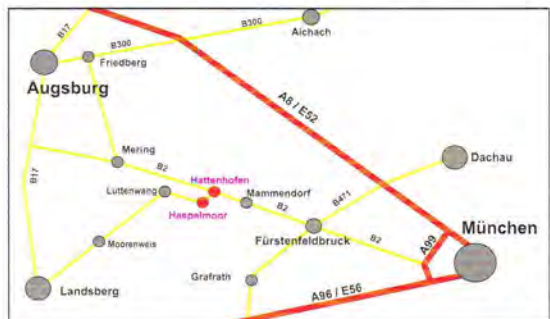 B17
B300
B300
Aichach
Friedberg
Augsburg
A8 / E52
Mering
B2
Dachau
Hattenhofen
B17
Luttenwang
Mammendorf
B471
Haspelmoor
B2
München
Fürstenfeldbruck
B2
A99
Moorenweis
Grafrath
Landsberg
A96 / E56